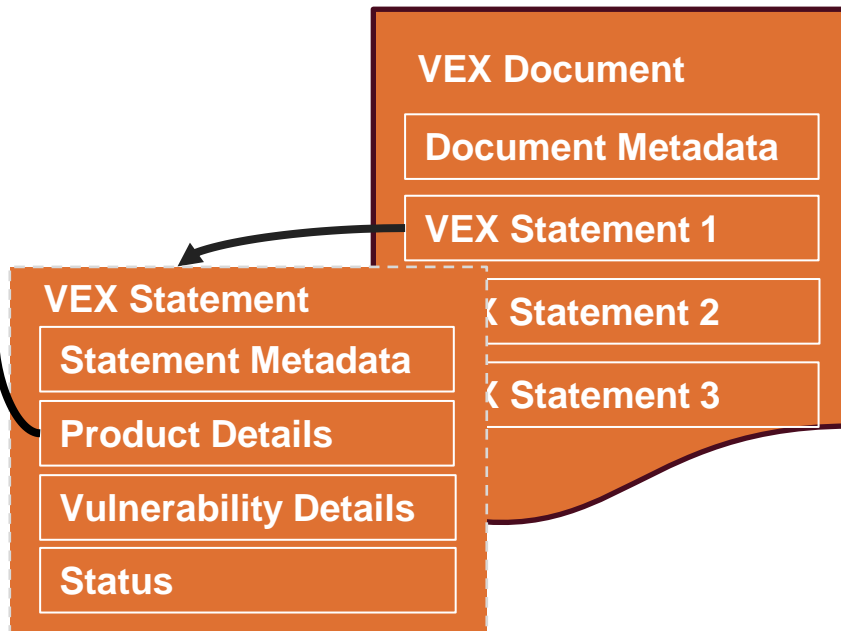 VEX Document
Document Metadata
VEX Statement 1
X Statement 2
X Statement 3
VEX Statement
Statement Metadata
Product Details
Vulnerability Details
Status